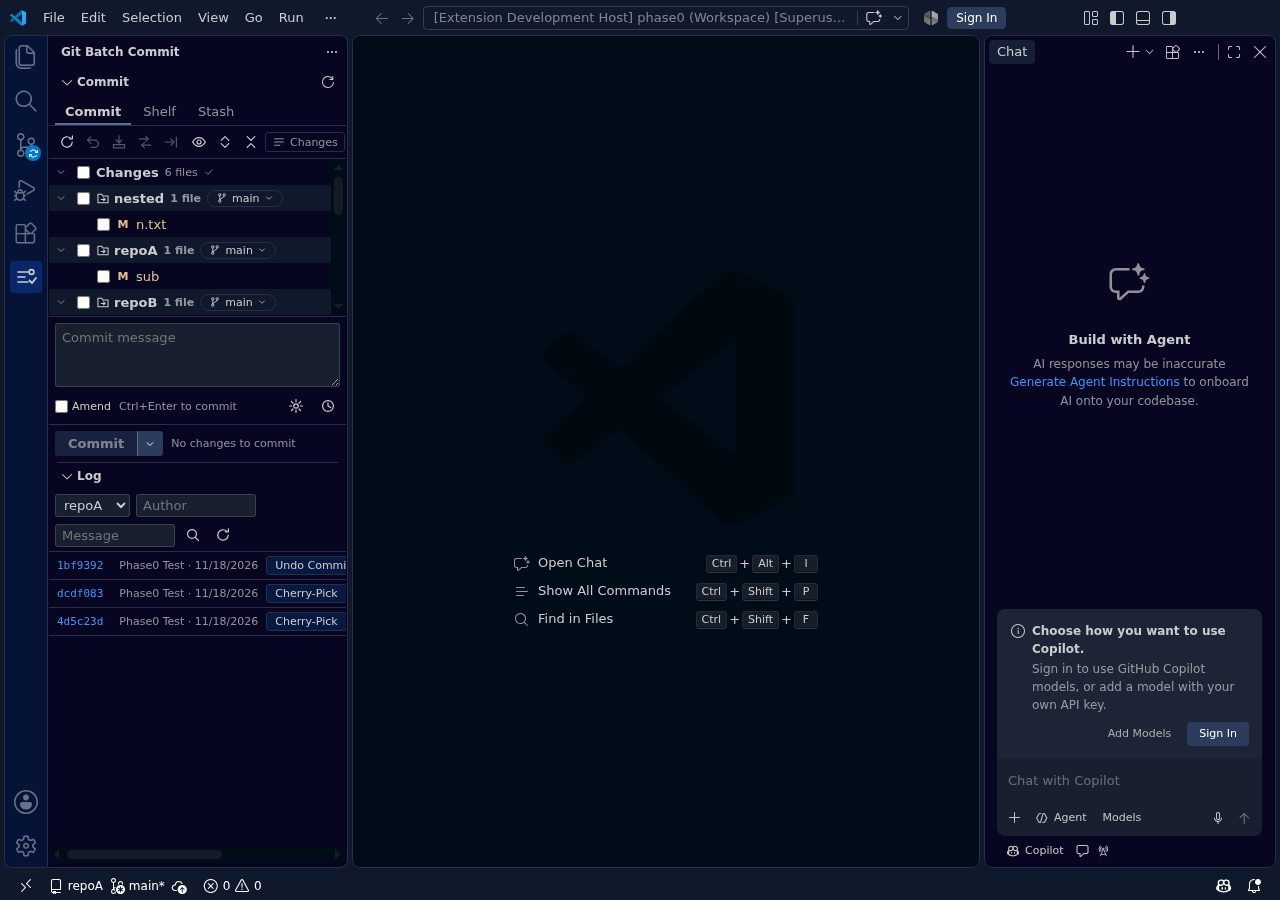 File Edit Selection View Go Run ···
[Extension Development Host] phase0 (Workspace) [Superus...
Sign In
Git Batch Commit
Commit
Commit Shelf Stash
Changes
Changes 6 files
nested 1 file main
M n.txt
repoA 1 file main
M sub
repoB 1 file main
Commit message
Amend Ctrl+Enter to commit
Commit No changes to commit
Log
repoA Author
Message
1bf9392 Phase0 Test · 11/18/2026 Undo Commi
dcdf083 Phase0 Test · 11/18/2026 Cherry-Pick
4d5c23d Phase0 Test · 11/18/2026 Cherry-Pick
Open Chat Ctrl + Alt + I
Show All Commands Ctrl + Shift + P
Find in Files Ctrl + Shift + F
Chat
Build with Agent
AI responses may be inaccurate
Generate Agent Instructions to onboard
AI onto your codebase.
Choose how you want to use
Copilot.
Sign in to use GitHub Copilot
models, or add a model with your
own API key.
Add Models Sign In
Chat with Copilot
Agent Models
Copilot
repoA main* 0 0